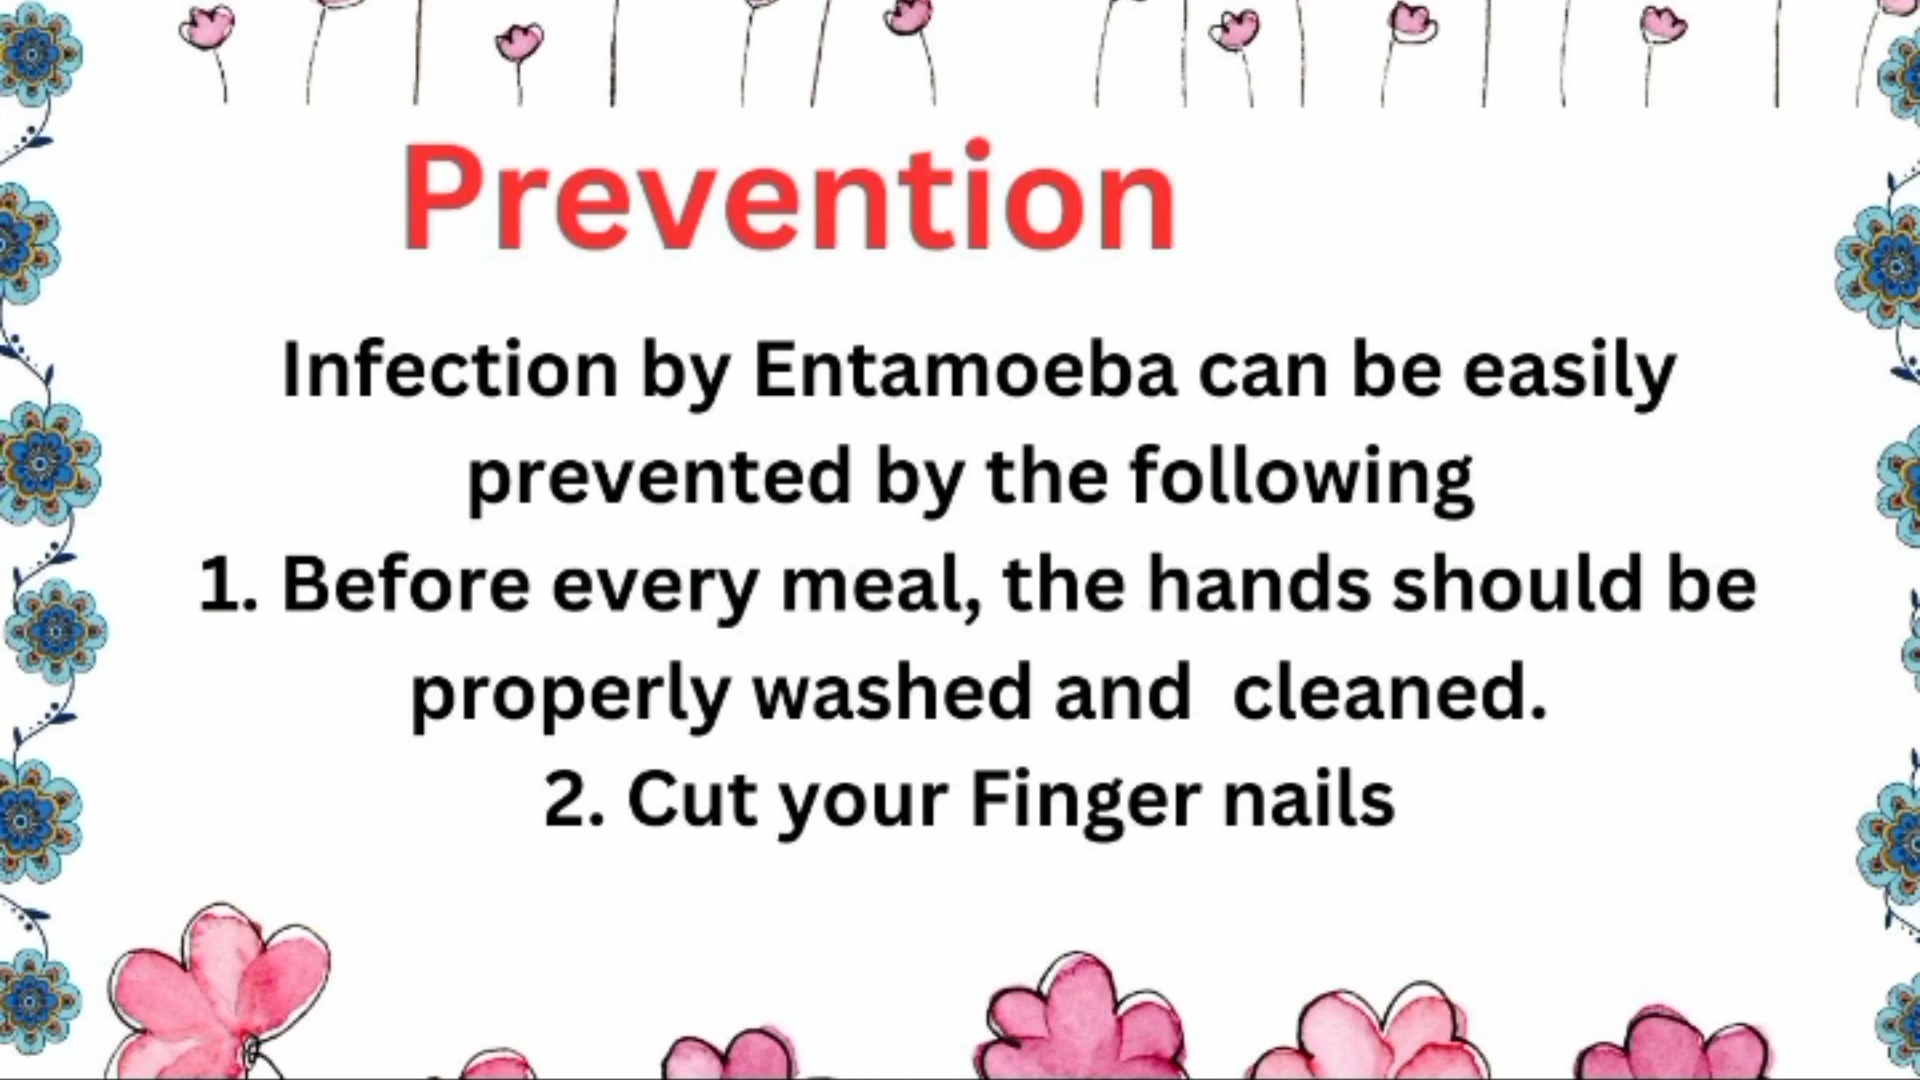 Prevention
Infection by Entamoeba can be easily
prevented by the following
1. Before every meal, the hands should be
properly washed and  cleaned.
2. Cut your Finger nails